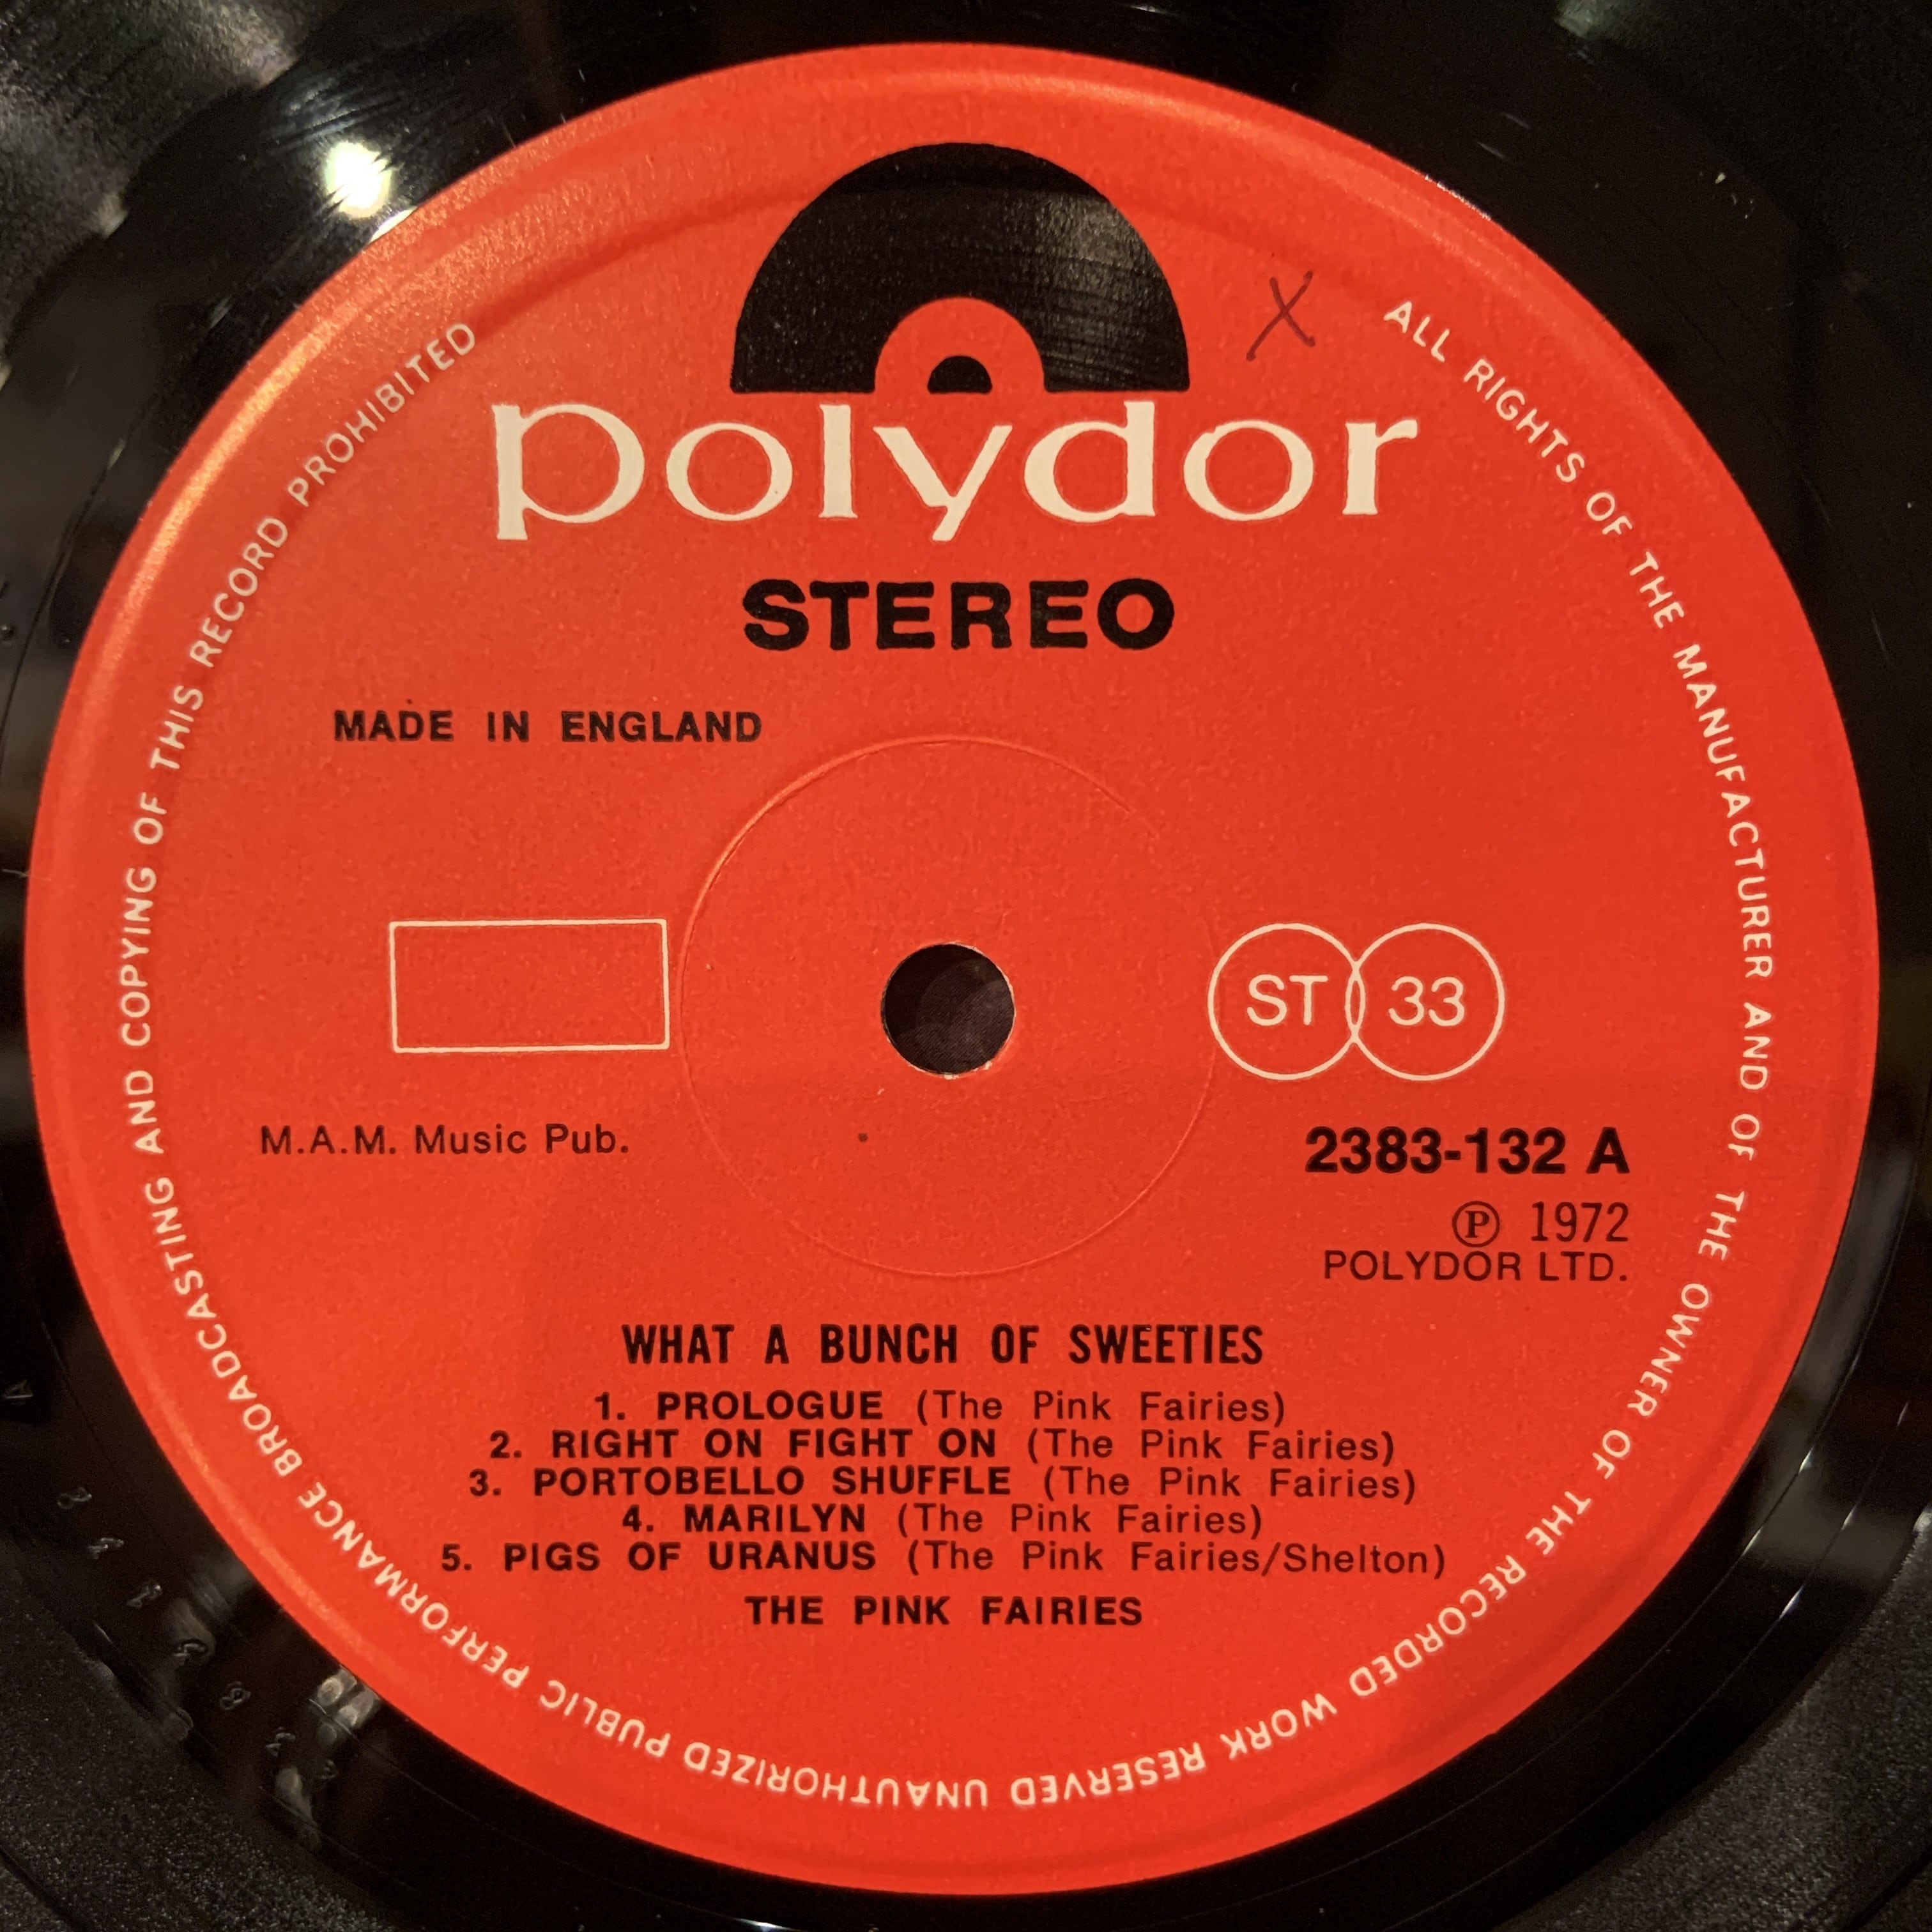 polydor
STEREO
MADE IN ENGLAND
ST 33
M.A.M. Music Pub.
2383-132 A
Ⓟ 1972
POLYDOR LTD.
WHAT A BUNCH OF SWEETIES
1. PROLOGUE (The Pink Fairies)
2. RIGHT ON FIGHT ON (The Pink Fairies)
3. PORTOBELLO SHUFFLE (The Pink Fairies)
4. MARILYN (The Pink Fairies)
5. PIGS OF URANUS (The Pink Fairies/Shelton)
THE PINK FAIRIES
ALL RIGHTS OF THE MANUFACTURER AND OF THE OWNER OF THE RECORDED WORK RESERVED UNAUTHORIZED PUBLIC PERFORMANCE BROADCASTING AND COPYING OF THIS RECORD PROHIBITED
X